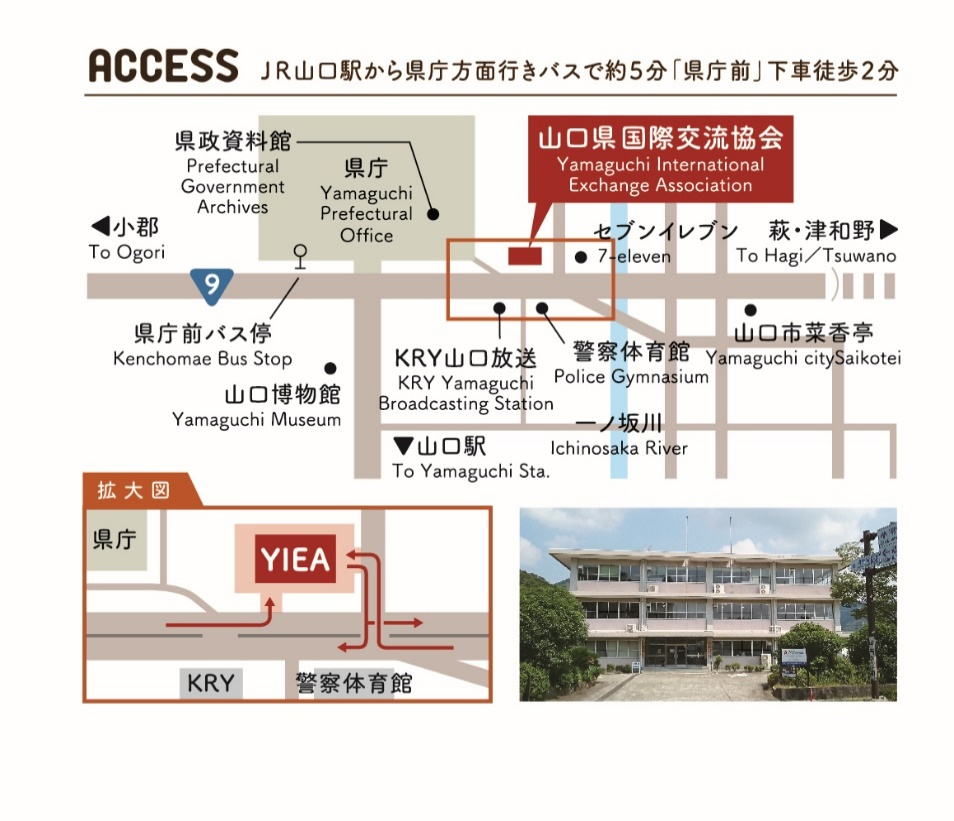 ACCESS JR山口駅から県庁方面行きバスで約5分「県庁前」下車徒歩2分
県政資料館
Prefectural
Government
Archives
県庁
Yamaguchi
Prefectural
Office
山口県国際交流協会
Yamaguchi International
Exchange Association
◀小郡
To Ogori
セブンイレブン
7-eleven
萩・津和野▶
To Hagi／Tsuwano
9
県庁前バス停
Kenchomae Bus Stop
山口博物館
Yamaguchi Museum
KRY山口放送
KRY Yamaguchi
Broadcasting Station
警察体育館
Police Gymnasium
山口市菜香亭
Yamaguchi citySaikotei
一ノ坂川
Ichinosaka River
▼山口駅
To Yamaguchi Sta.
拡大図
県庁
YIEA
KRY
警察体育館